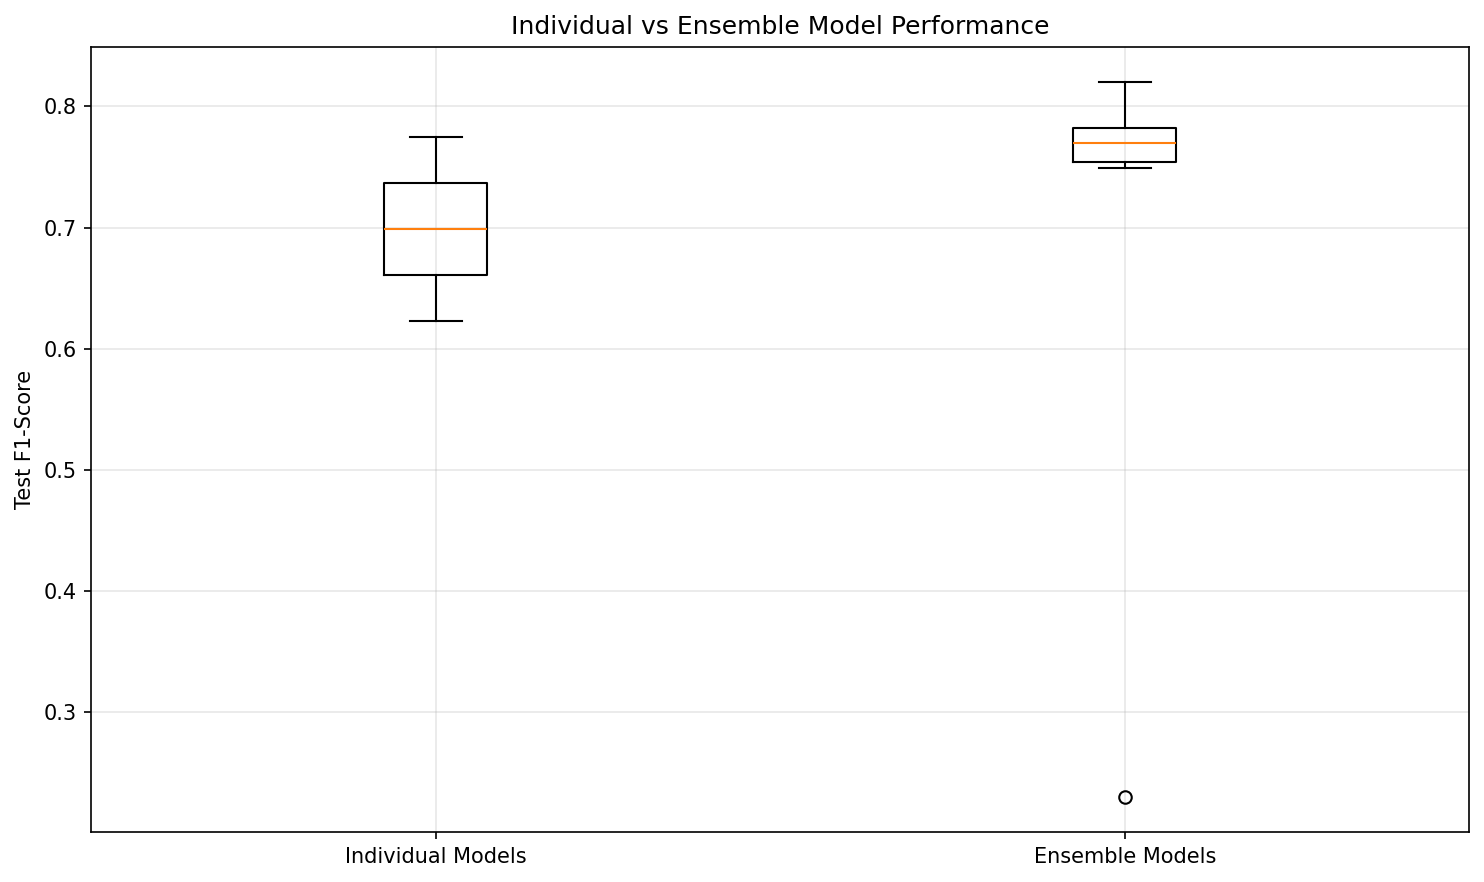 Individual vs Ensemble Model Performance
Test F1-Score
0.8
0.7
0.6
0.5
0.4
0.3
Individual Models
Ensemble Models